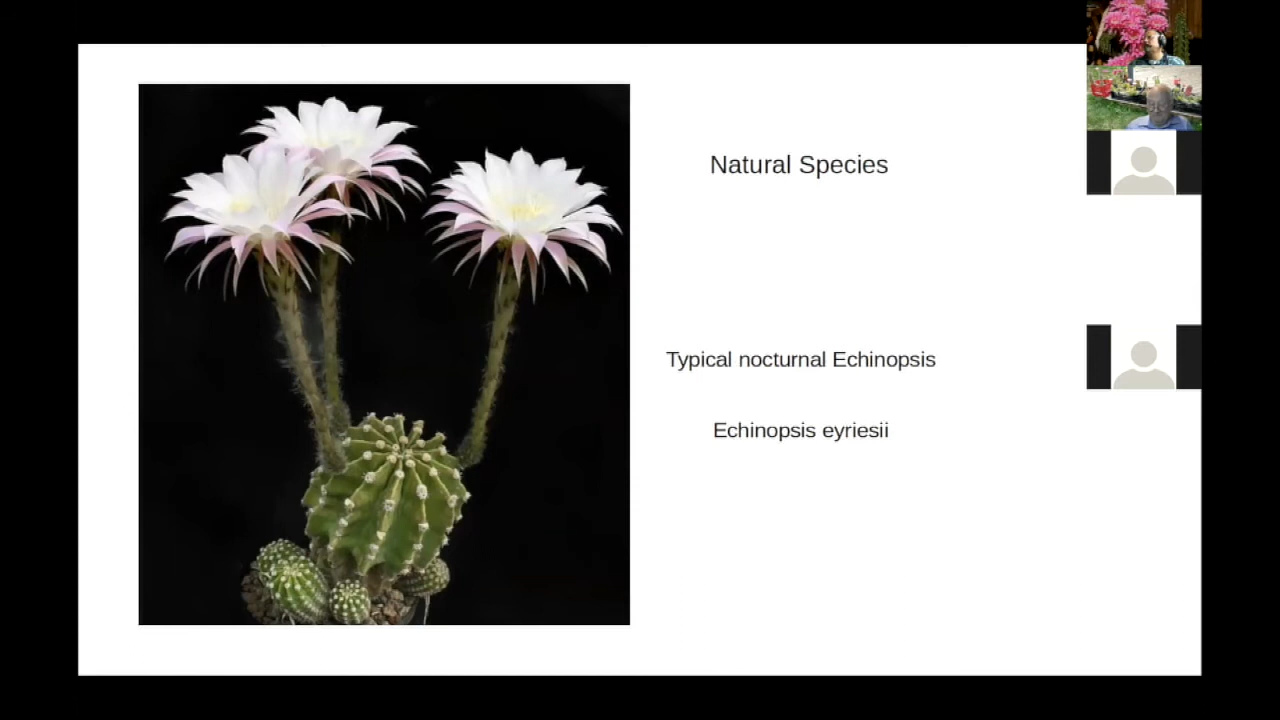 Natural Species
Typical nocturnal Echinopsis
Echinopsis eyriesii